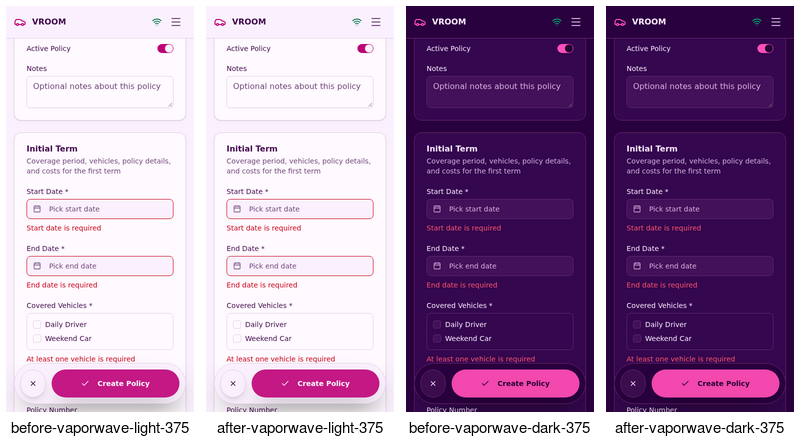 VROOM
Active Policy
Notes
Optional notes about this policy
Initial Term
Coverage period, vehicles, policy details,
and costs for the first term
Start Date *
Pick start date
Start date is required
End Date *
Pick end date
End date is required
Covered Vehicles *
Daily Driver
Weekend Car
At least one vehicle is required
Create Policy
Policy Number
before-vaporwave-light-375
VROOM
Active Policy
Notes
Optional notes about this policy
Initial Term
Coverage period, vehicles, policy details,
and costs for the first term
Start Date *
Pick start date
Start date is required
End Date *
Pick end date
End date is required
Covered Vehicles *
Daily Driver
Weekend Car
At least one vehicle is required
Create Policy
Policy Number
after-vaporwave-light-375
VROOM
Active Policy
Notes
Optional notes about this policy
Initial Term
Coverage period, vehicles, policy details,
and costs for the first term
Start Date *
Pick start date
Start date is required
End Date *
Pick end date
End date is required
Covered Vehicles *
Daily Driver
Weekend Car
At least one vehicle is required
Create Policy
Policy Number
before-vaporwave-dark-375
VROOM
Active Policy
Notes
Optional notes about this policy
Initial Term
Coverage period, vehicles, policy details,
and costs for the first term
Start Date *
Pick start date
Start date is required
End Date *
Pick end date
End date is required
Covered Vehicles *
Daily Driver
Weekend Car
At least one vehicle is required
Create Policy
Policy Number
after-vaporwave-dark-375